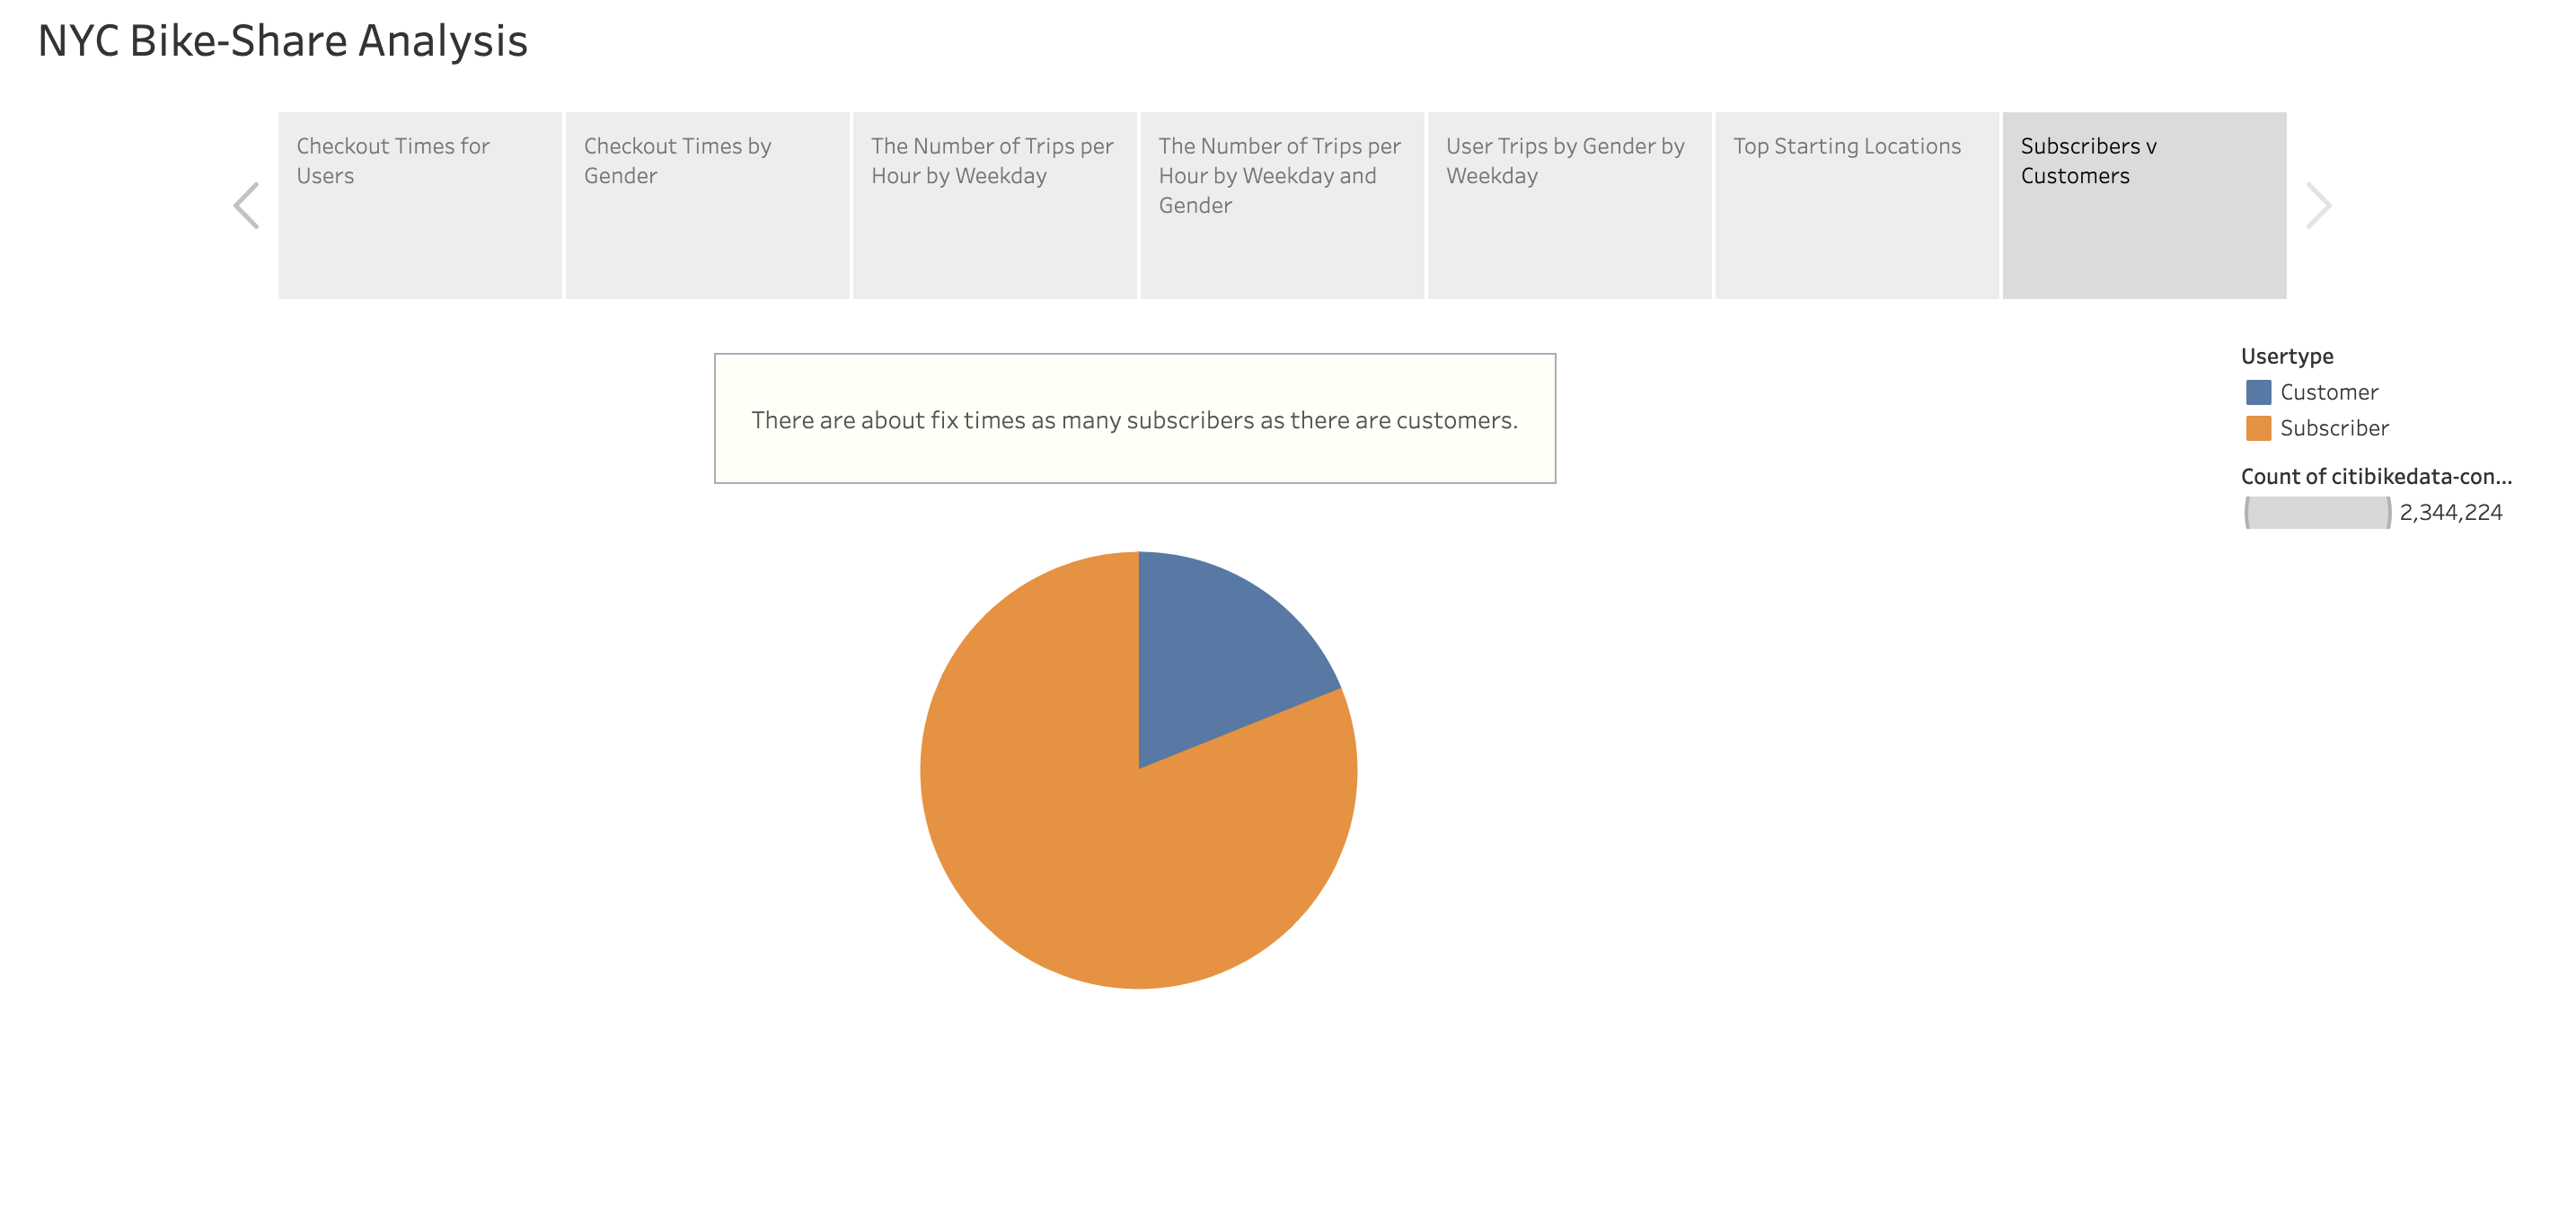 NYC Bike-Share Analysis
Checkout Times for
Users
Checkout Times by
Gender
The Number of Trips per
Hour by Weekday
The Number of Trips per
Hour by Weekday and
Gender
User Trips by Gender by
Weekday
Top Starting Locations
Subscribers v
Customers
There are about fix times as many subscribers as there are customers.
Usertype
Customer
Subscriber
Count of citibikedata-con...
2,344,224